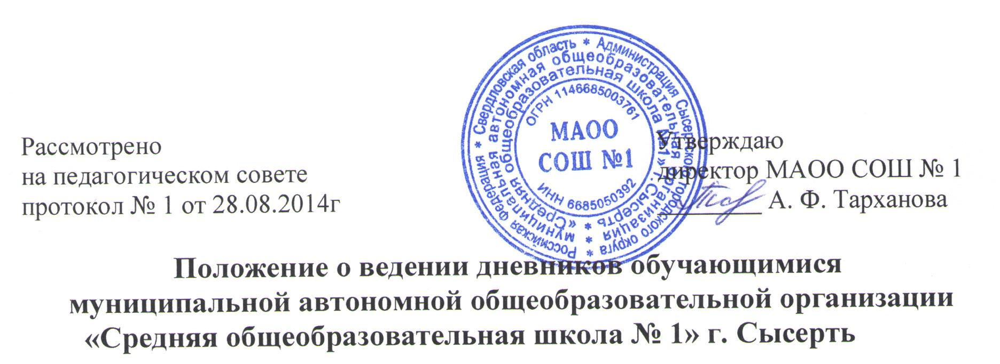 Рассмотрено
на педагогическом совете
протокол № 1 от 28.08.2014г
Утверждаю
директор МАОО СОШ № 1
А. Ф. Тарханова
Российская Федерация * Свердловская область * Администрация Сысертского городского округа *
муниципальная автономная общеобразовательная организация *
«Средняя общеобразовательная школа №1» г.Сысерть *
ОГРН 1146685003761
МАОО
СОШ №1
ИНН 6685050392
Положение о ведении дневников обучающимися
муниципальной автономной общеобразовательной организации
«Средняя общеобразовательная школа № 1» г. Сысерть